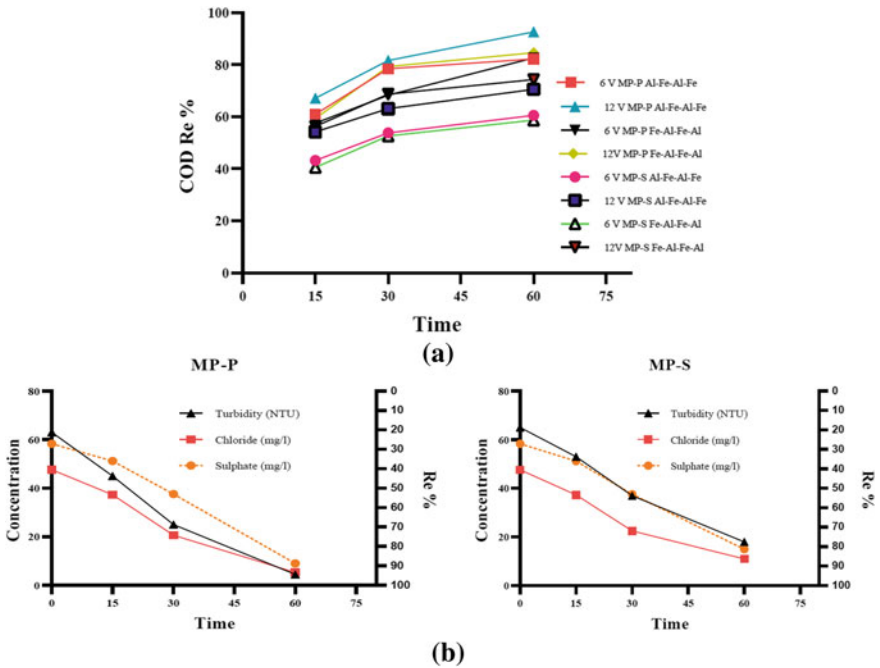 100
80
60
40
20
0
COD Re %
0 15 30 45 60 75
Time
6 V MP-P Al-Fe-Al-Fe
12 V MP-P Al-Fe-Al-Fe
6 V MP-P Fe-Al-Fe-Al
12V MP-P Fe-Al-Fe-Al
6 V MP-S Al-Fe-Al-Fe
12 V MP-S Al-Fe-Al-Fe
6 V MP-S Fe-Al-Fe-Al
12V MP-S Fe-Al-Fe-Al
(a)
MP-P
80
60
40
20
0
Concentration
Turbidity (NTU)
Chloride (mg/l)
Sulphate (mg/l)
0
10
20
30
40
50
60
70
80
90
100
Re %
0 15 30 45 60 75
Time
MP-S
80
60
40
20
0
Concentration
Turbidity (NTU)
Chloride (mg/l)
Sulphate (mg/l)
0
10
20
30
40
50
60
70
80
90
100
Re %
0 15 30 45 60 75
Time
(b)